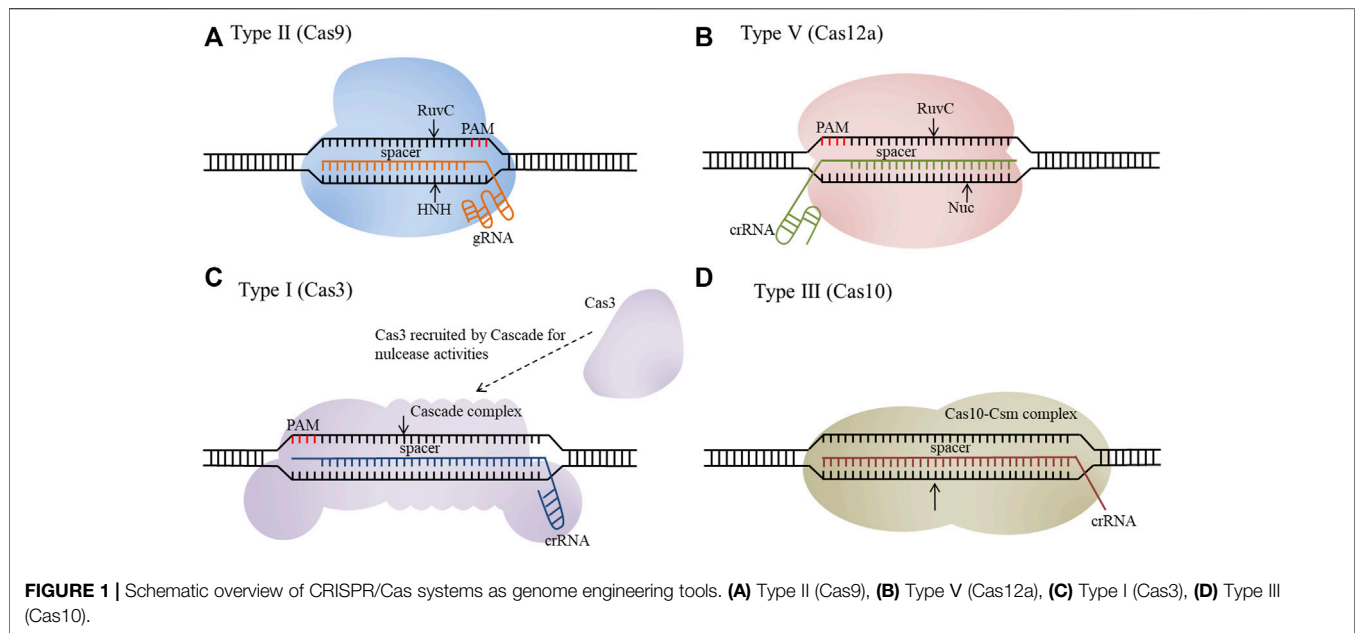 A Type II (Cas9)
RuvC
PAM
spacer
HNH
gRNA
B Type V (Cas12a)
RuvC
PAM
spacer
Nuc
crRNA
C Type I (Cas3)
Cas3
Cas3 recruited by Cascade for
nulcease activities
Cascade complex
PAM
spacer
crRNA
D Type III (Cas10)
Cas10-Csm complex
spacer
crRNA
FIGURE 1 | Schematic overview of CRISPR/Cas systems as genome engineering tools. (A) Type II (Cas9), (B) Type V (Cas12a), (C) Type I (Cas3), (D) Type III
(Cas10).